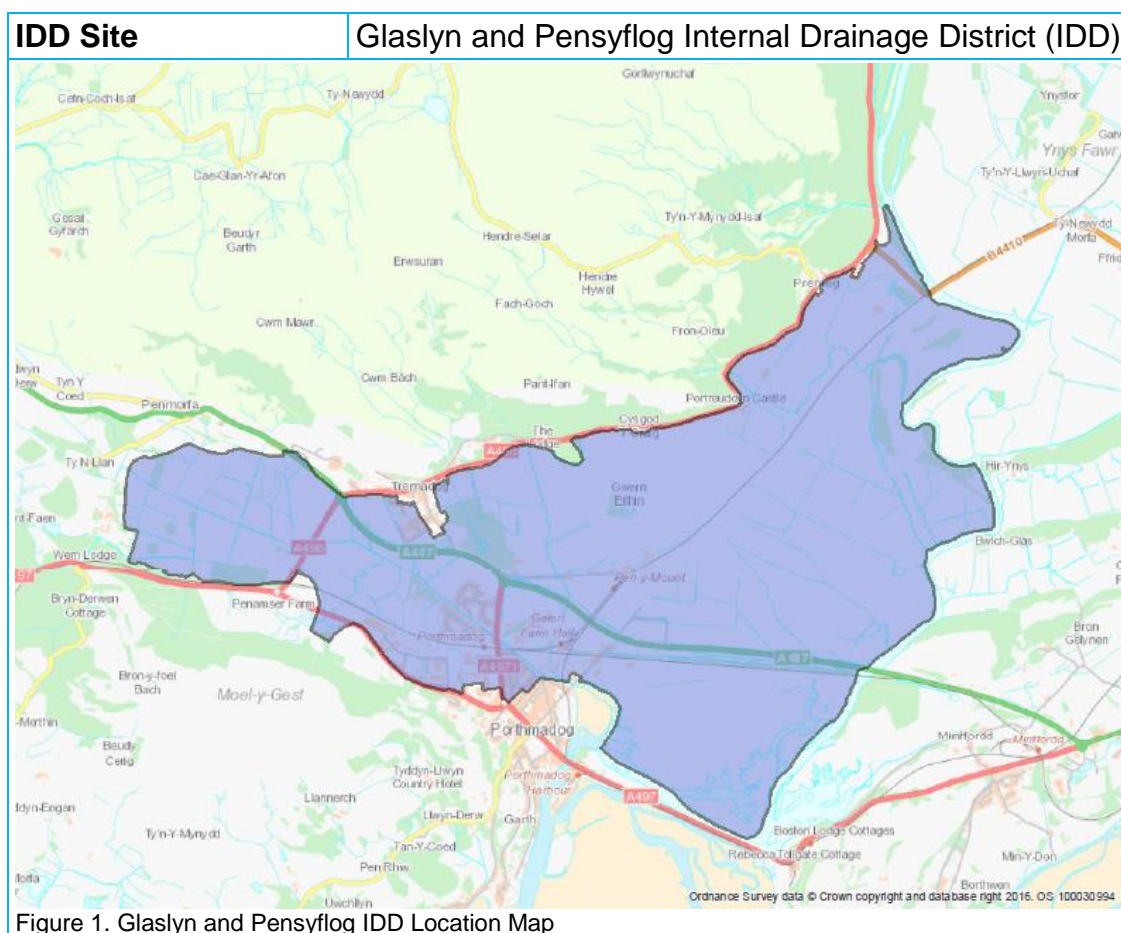 IDD Site
Glaslyn and Pensyflog Internal Drainage District (IDD)
Gorllwynuchaf
Cefn-Coch-Isaf
Ty-Newydd
Ynysfor
Ynys Fawr
Cae-Glan-Yr-Afon
Ty'n-Y-Llwyn-Uchaf
Gesail Gyfarch
Beudyr Garth
Hendre-Selar
Ty'n-Y-Mynydd-Isaf
Ty-Newydd Morfa
B4410
Erwsuran
Hendre Hywel
Prenteg
Fach-Goch
Cwm Mawr
Fron-Oleu
Cwm Bach
Pant-Ifan
Tyn Y Coed
Penmorfa
Portreuddyn Castle
The
Cysgod
Ty N Llan
Tremadog
Gwern
Hir-Ynys
Wern Lodge
A487
Pen-y-Mount
Bwlch-Glas
Bryn-Derwen Cottage
Penamser Farm
Porthmadog
Farm Halt
Bron Gelynen
A487
Bron-y-foel Bach
Moel-y-Gest
Porthmadog
Minffordd
Minffordd
Beudy Cerig
Tyddyn-Llwyn Country Hotel
Porthmadog Harbour
Llannerch
A497
Llwyn-Derw
Garth
Ty'n-Y-Mynydd
Tan-Y-Coed
Boston Lodge Cottages
Rebecca Tollgate Cottage
Min-Y-Don
Pen Rhw
Borthwen
Uwchllyn
Ordnance Survey data © Crown copyright and database right 2016. OS 100030994
Figure 1. Glaslyn and Pensyflog IDD Location Map